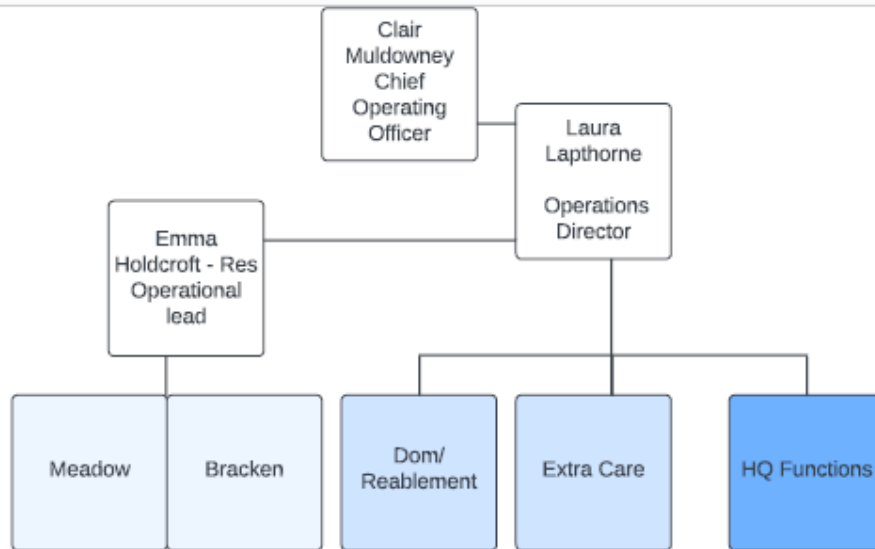 Clair
Muldowney
Chief
Operating
Officer
Laura
Lapthorne
Operations
Director
Emma
Holdcroft - Res
Operational
lead
Meadow
Bracken
Dom/
Reablement
Extra Care
HQ Functions